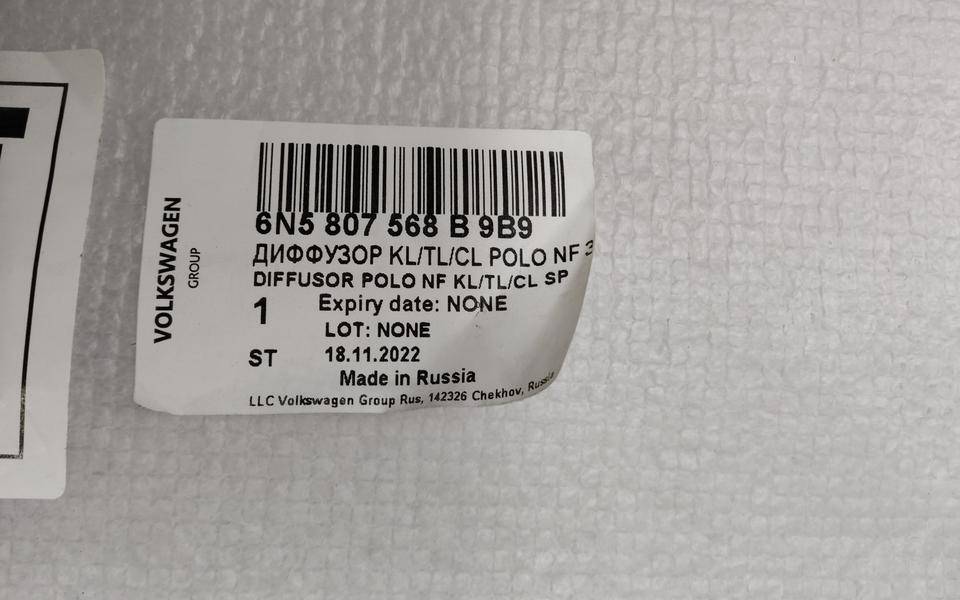 VOLKSWAGEN
GROUP
6N5 807 568 B 9B9
ДИФФУЗОР KL/TL/CL POLO NF
DIFFUSOR POLO NF KL/TL/CL SP
1 Expiry date: NONE
LOT: NONE
ST 18.11.2022
Made in Russia
LLC Volkswagen Group Rus, 142326 Chekhov, Russia